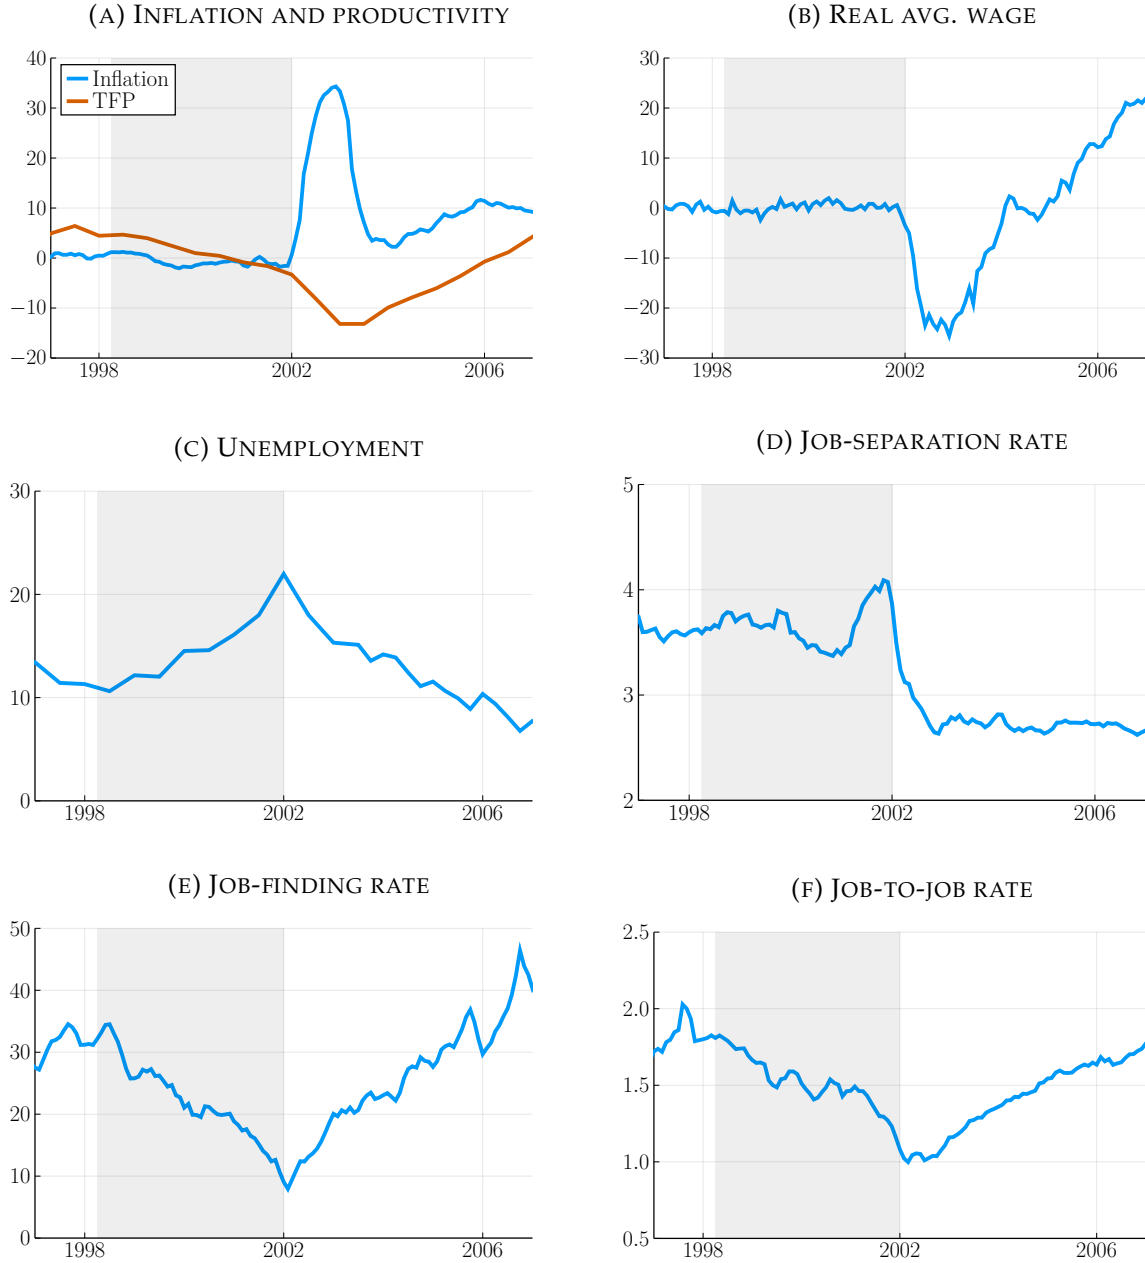 (A) INFLATION AND PRODUCTIVITY
40
30
20
10
0
−10
−20
Inflation
TFP
1998 2002 2006
(B) REAL AVG. WAGE
30
20
10
0
−10
−20
−30
1998 2002 2006
(C) UNEMPLOYMENT
30
20
10
0
1998 2002 2006
(D) JOB-SEPARATION RATE
5
4
3
2
1998 2002 2006
(E) JOB-FINDING RATE
50
40
30
20
10
0
1998 2002 2006
(F) JOB-TO-JOB RATE
2.5
2.0
1.5
1.0
0.5
1998 2002 2006